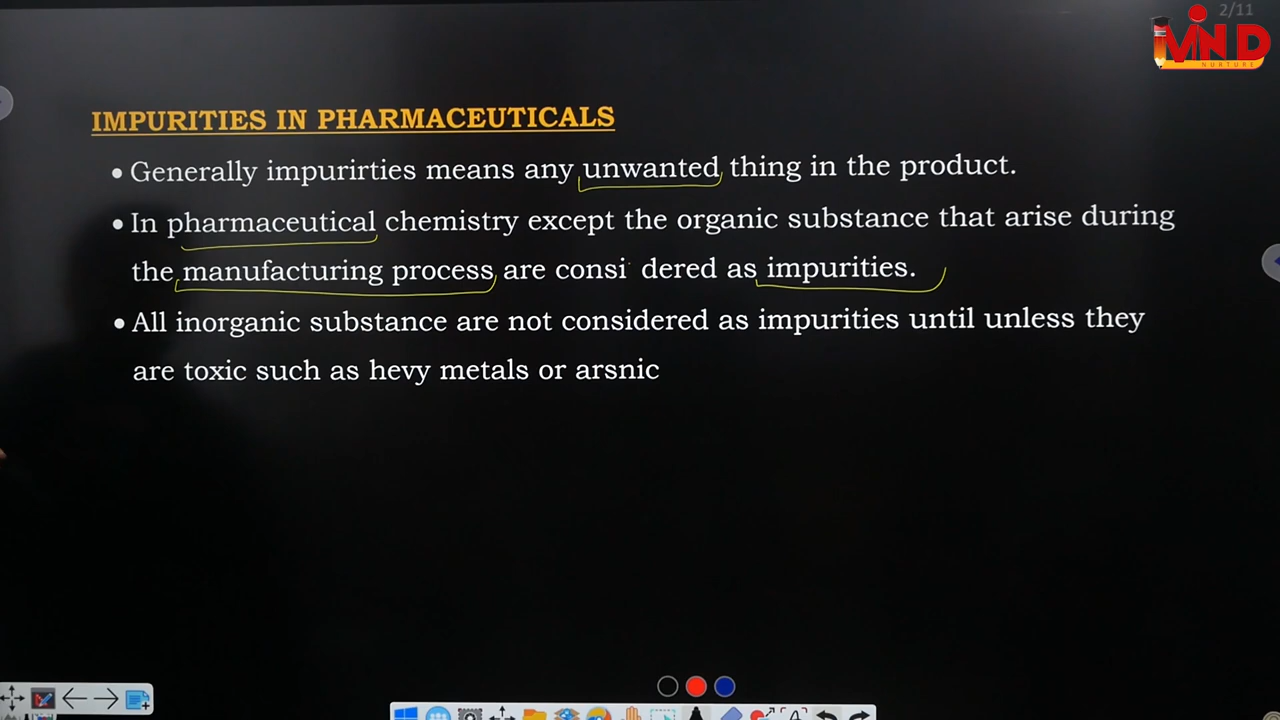 2/11
MIND
NURTURE
IMPURITIES IN PHARMACEUTICALS
• Generally impurirties means any unwanted thing in the product.
• In pharmaceutical chemistry except the organic substance that arise during
the manufacturing process are consi dered as impurities.
• All inorganic substance are not considered as impurities until unless they
are toxic such as hevy metals or arsnic